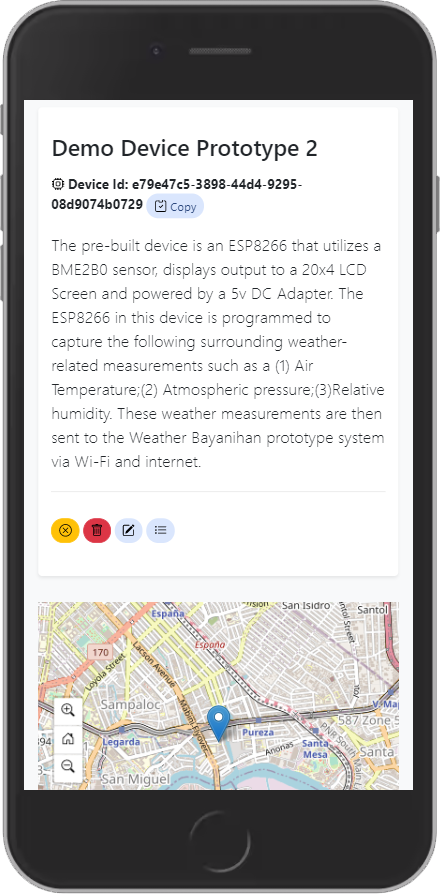 Demo Device Prototype 2
Device Id: e79e47c5-3898-44d4-9295-
08d9074b0729 Copy
The pre-built device is an ESP8266 that utilizes a
BME2B0 sensor, displays output to a 20x4 LCD
Screen and powered by a 5v DC Adapter. The
ESP8266 in this device is programmed to
capture the following surrounding weather-
related measurements such as a (1) Air
Temperature;(2) Atmospheric pressure;(3)Relative
humidity. These weather measurements are then
sent to the Weather Bayanihan prototype system
via Wi-Fi and internet.
San Isidro
Santol
España
España
170
Lacson Avenue
Loyola Street
Sampaloc
V-Ma
587 Zone 5
Pureza
Legarda
Santa
Mesa
Anonas
Santa
San Miguel